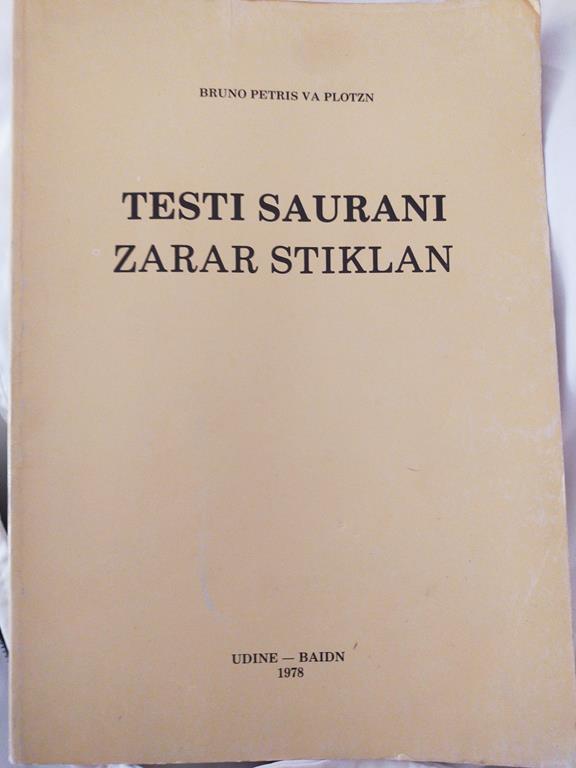 BRUNO PETRIS VA PLOTZN
TESTI SAURANI
ZARAR STIKLAN
UDINE — BAIDN
1978